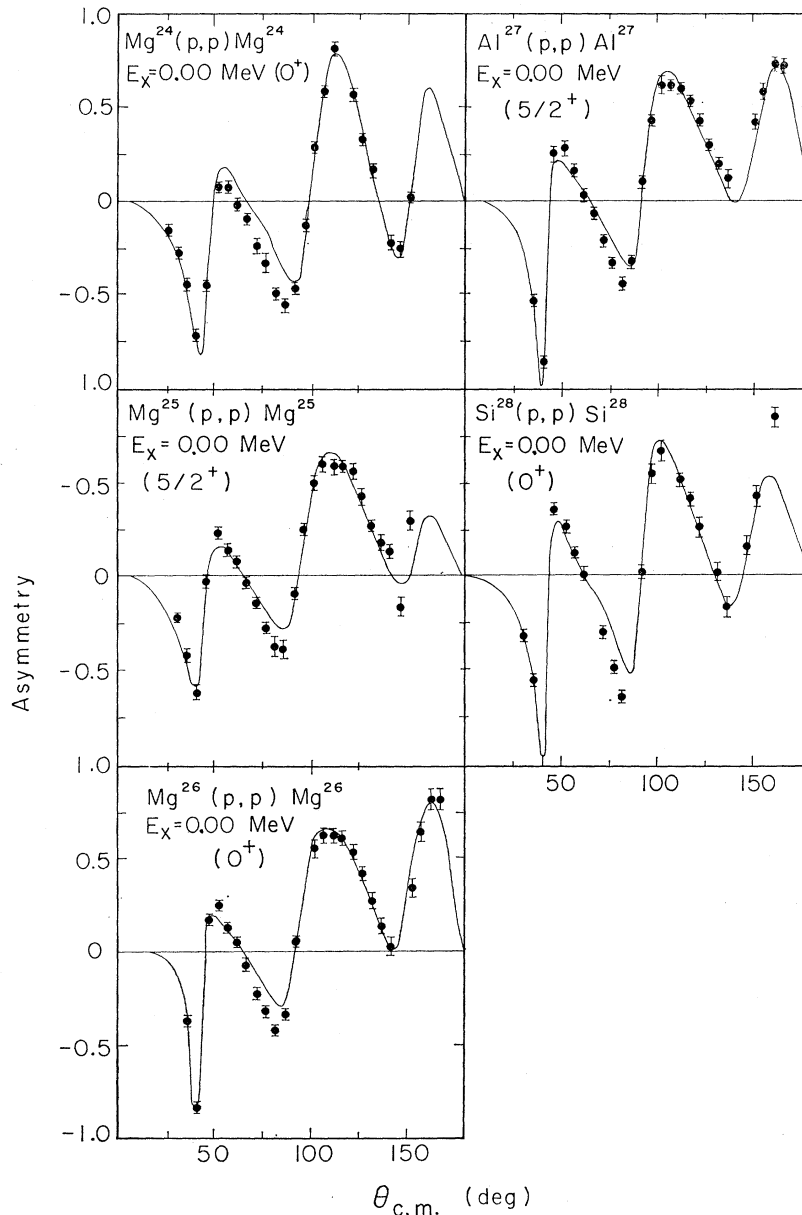 1.0
Mg²⁴(p,p)Mg²⁴
Eₓ=0.00 MeV (0⁺)
Al²⁷(p,p) Al²⁷
Eₓ=0.00 MeV
(5/2⁺)
0.5
0
-0.5
1.0
Mg²⁵(p,p) Mg²⁵
Eₓ=0.00 MeV
(5/2⁺)
Si²⁸(p,p) Si²⁸
Eₓ=0.00 MeV
(0⁺)
-0.5
0
-0.5
1.0
Mg²⁶(p,p) Mg²⁶
Eₓ=0.00 MeV
(0⁺)
0.5
0
-0.5
-1.0
50
100
150
50
100
150
Asymmetry
θc.m. (deg)